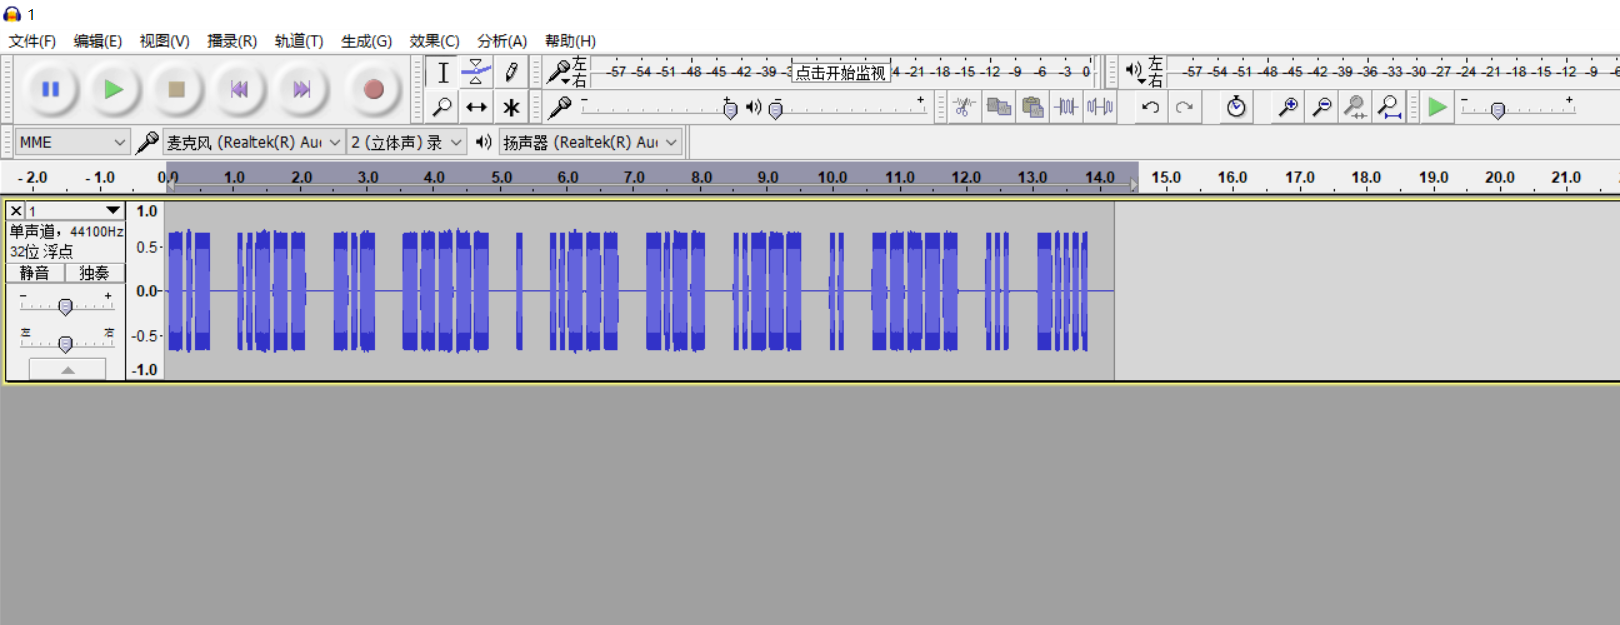 1
文件(F) 编辑(E) 视图(V) 播录(R) 轨道(T) 生成(G) 效果(C) 分析(A) 帮助(H)
左 右 -57 -54 -51 -48 -45 -42 -39 点击开始监视 -21 -18 -15 -12 -9 -6 -3 0 左 右 -57 -54 -51 -48 -45 -42 -39 -36 -33 -30 -27 -24 -21 -18 -15 -12 -9
- + - + - +
MME 麦克风 (Realtek(R) Au 2 (立体声) 录 扬声器 (Realtek(R) Au
-2.0 -1.0 0.0 1.0 2.0 3.0 4.0 5.0 6.0 7.0 8.0 9.0 10.0 11.0 12.0 13.0 14.0 15.0 16.0 17.0 18.0 19.0 20.0 21.0
1 1.0
单声道, 44100Hz
0.5
32位 浮点
静音 独奏
- + 0.0
左 右 -0.5
-1.0